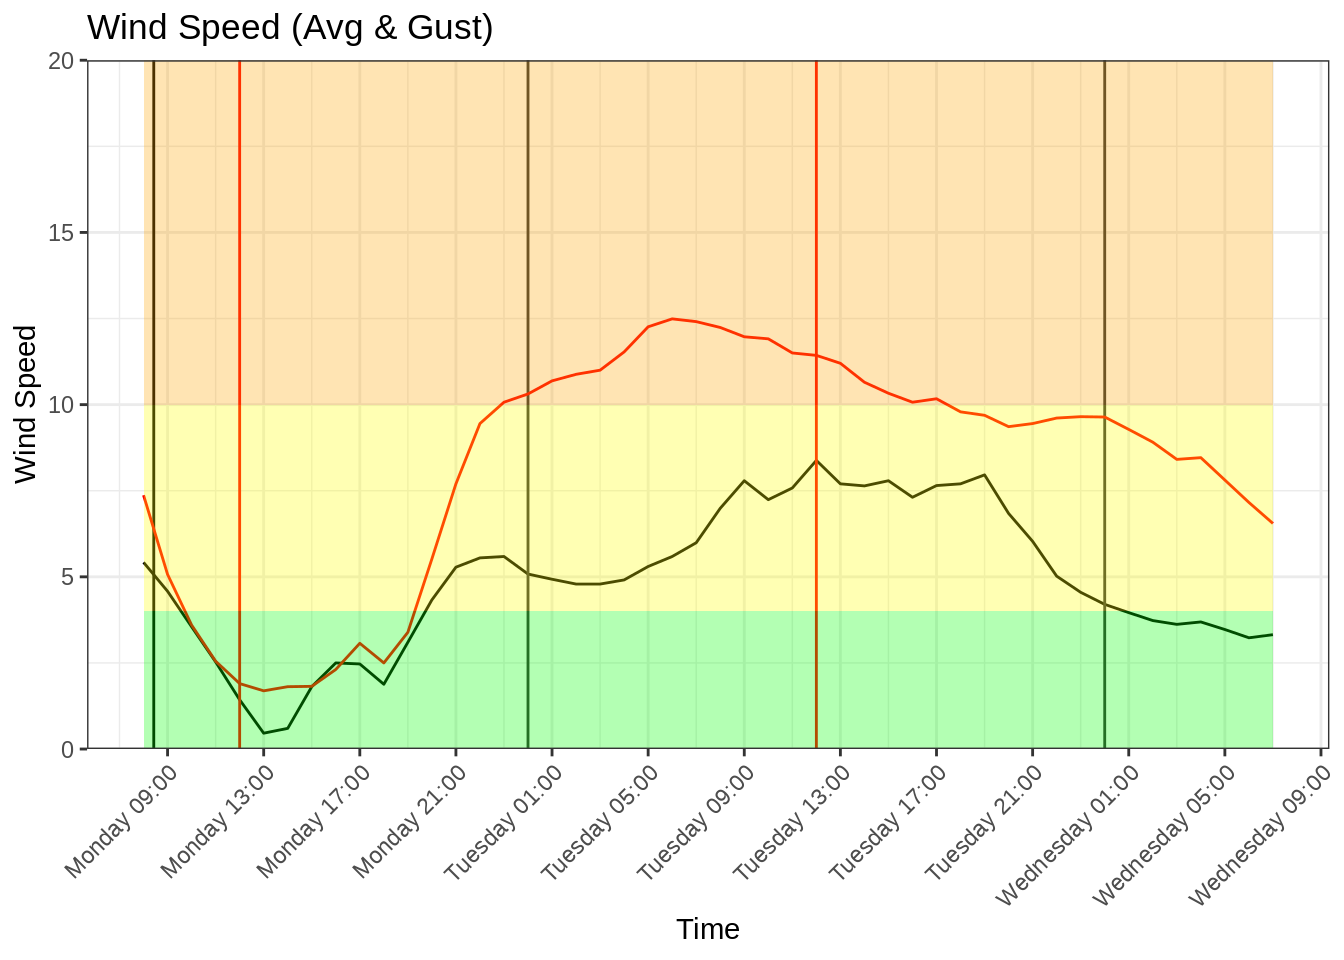 Wind Speed (Avg & Gust)
20
15
10
5
0
Wind Speed
Monday 09:00
Monday 13:00
Monday 17:00
Monday 21:00
Tuesday 01:00
Tuesday 05:00
Tuesday 09:00
Tuesday 13:00
Tuesday 17:00
Tuesday 21:00
Wednesday 01:00
Wednesday 05:00
Wednesday 09:00
Time